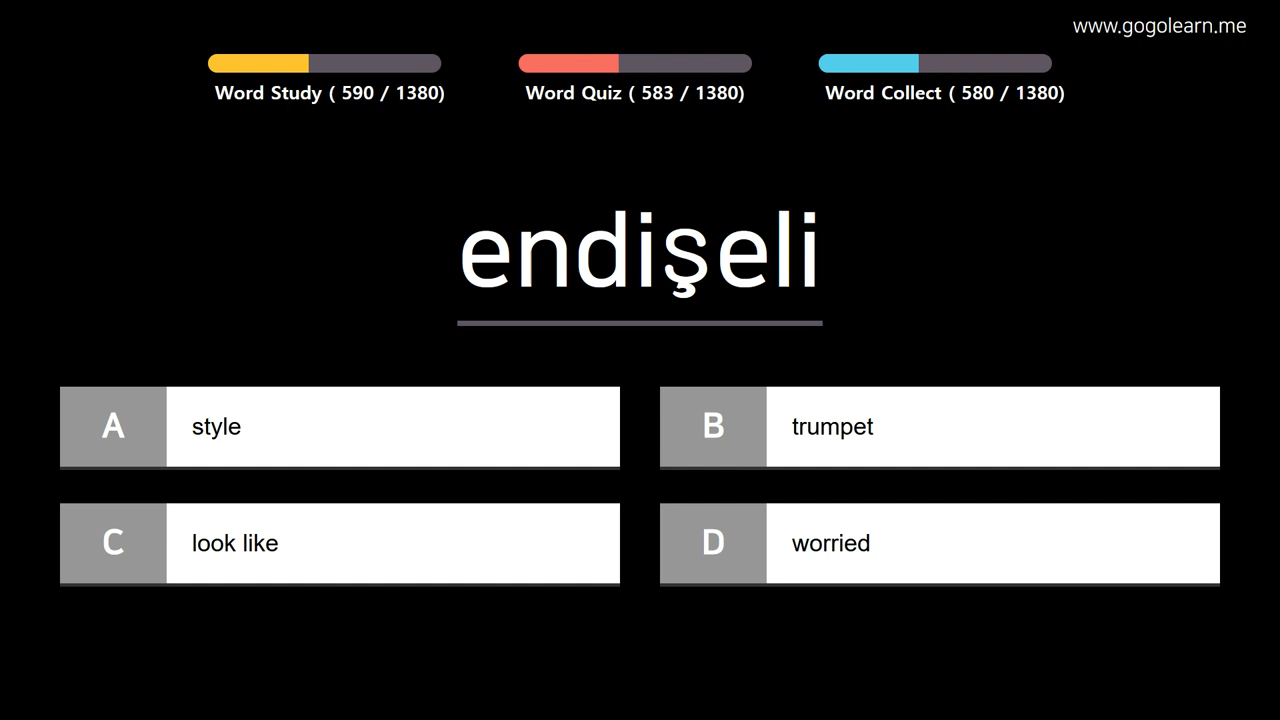 www.gogolearn.me
Word Study ( 590 / 1380)
Word Quiz ( 583 / 1380)
Word Collect ( 580 / 1380)
endişeli
A style
B trumpet
C look like
D worried